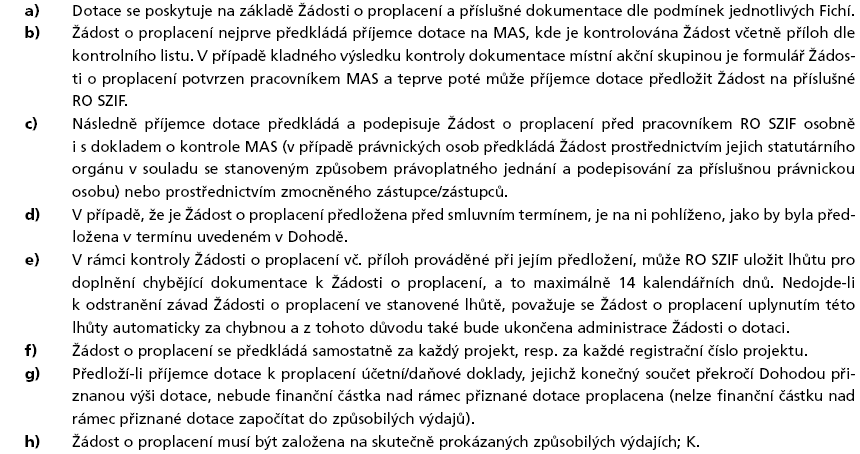 a) Dotace se poskytuje na základě Žádosti o proplacení a příslušné dokumentace dle podmínek jednotlivých Fichí.
b) Žádost o proplacení nejprve předkládá příjemce dotace na MAS, kde je kontrolována Žádost včetně příloh dle
kontrolního listu. V případě kladného výsledku kontroly dokumentace místní akční skupinou je formulář Žádos-
ti o proplacení potvrzen pracovníkem MAS a teprve poté může příjemce dotace předložit Žádost na příslušné
RO SZIF.
c) Následně příjemce dotace předkládá a podepisuje Žádost o proplacení před pracovníkem RO SZIF osobně
i s dokladem o kontrole MAS (v případě právnických osob předkládá Žádost prostřednictvím jejich statutárního
orgánu v souladu se stanoveným způsobem právoplatného jednání a podepisování za příslušnou právnickou
osobu) nebo prostřednictvím zmocněného zástupce/zástupců.
d) V případě, že je Žádost o proplacení předložena před smluvním termínem, je na ni pohlíženo, jako by byla před-
ložena v termínu uvedeném v Dohodě.
e) V rámci kontroly Žádosti o proplacení vč. příloh prováděné při jejím předložení, může RO SZIF uložit lhůtu pro
doplnění chybějící dokumentace k Žádosti o proplacení, a to maximálně 14 kalendářních dnů. Nedojde-li
k odstranění závad Žádosti o proplacení ve stanovené lhůtě, považuje se Žádost o proplacení uplynutím této
lhůty automaticky za chybnou a z tohoto důvodu také bude ukončena administrace Žádosti o dotaci.
f) Žádost o proplacení se předkládá samostatně za každý projekt, resp. za každé registrační číslo projektu.
g) Předloží-li příjemce dotace k proplacení účetní/daňové doklady, jejichž konečný součet překročí Dohodou při-
znanou výši dotace, nebude finanční částka nad rámec přiznané dotace proplacena (nelze finanční částku nad
rámec přiznané dotace započítat do způsobilých výdajů).
h) Žádost o proplacení musí být založena na skutečně prokázaných způsobilých výdajích; K.